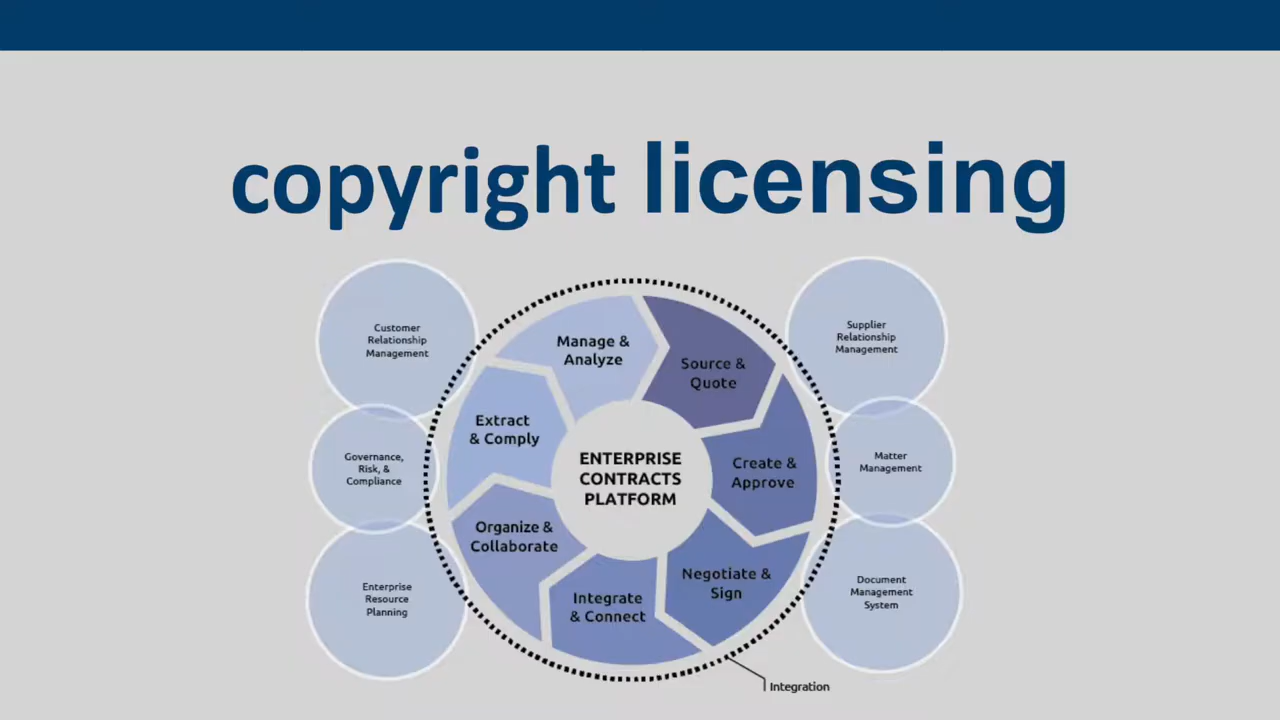 copyright licensing
Customer
Relationship
Management
Governance,
Risk, &
Compliance
Enterprise
Resource
Planning
Manage &
Analyze
Source &
Quote
Extract
& Comply
Create &
Approve
ENTERPRISE
CONTRACTS
PLATFORM
Organize &
Collaborate
Negotiate &
Sign
Integrate
& Connect
Supplier
Relationship
Management
Matter
Management
Document
Management
System
Integration